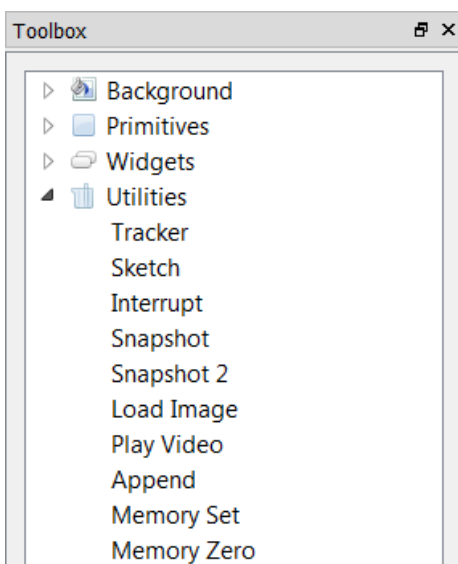 Toolbox
Background
Primitives
Widgets
Utilities
Tracker
Sketch
Interrupt
Snapshot
Snapshot 2
Load Image
Play Video
Append
Memory Set
Memory Zero